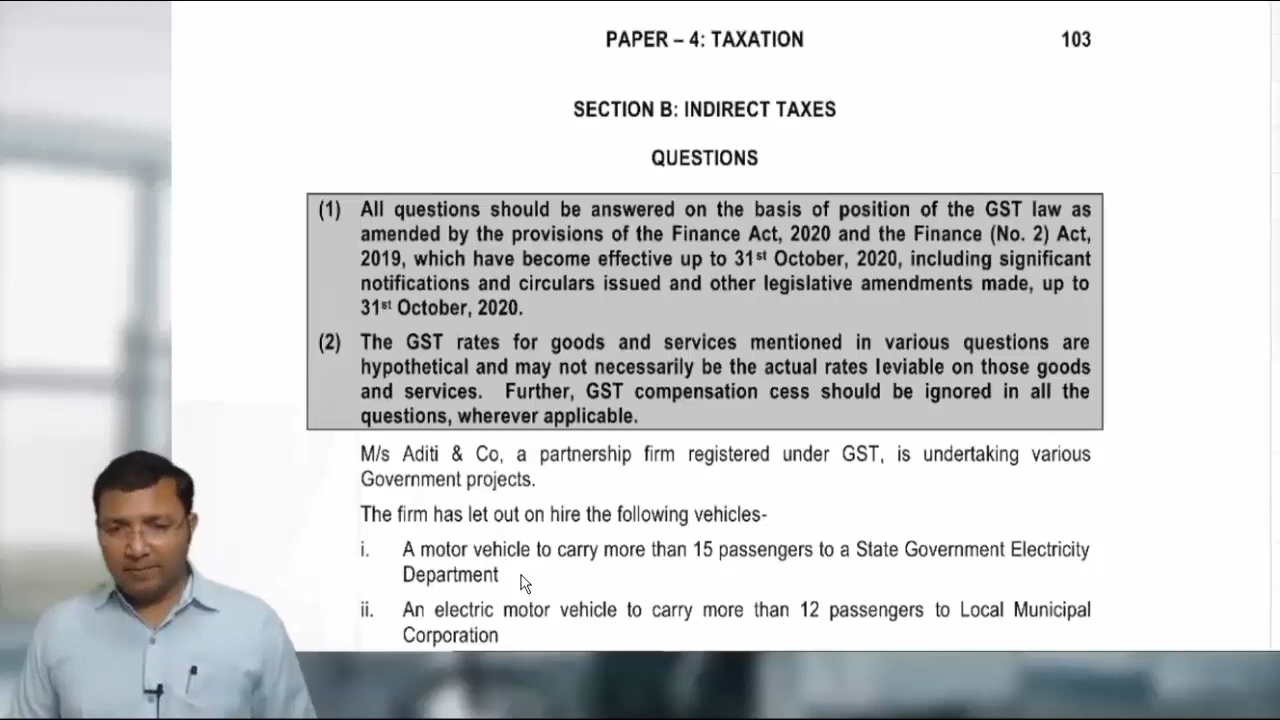 PAPER – 4: TAXATION 103
SECTION B: INDIRECT TAXES
QUESTIONS
(1) All questions should be answered on the basis of position of the GST law as
amended by the provisions of the Finance Act, 2020 and the Finance (No. 2) Act,
2019, which have become effective up to 31st October, 2020, including significant
notifications and circulars issued and other legislative amendments made, up to
31st October, 2020.
(2) The GST rates for goods and services mentioned in various questions are
hypothetical and may not necessarily be the actual rates leviable on those goods
and services. Further, GST compensation cess should be ignored in all the
questions, wherever applicable.
M/s Aditi & Co, a partnership firm registered under GST, is undertaking various
Government projects.
The firm has let out on hire the following vehicles-
i. A motor vehicle to carry more than 15 passengers to a State Government Electricity
Department
ii. An electric motor vehicle to carry more than 12 passengers to Local Municipal
Corporation